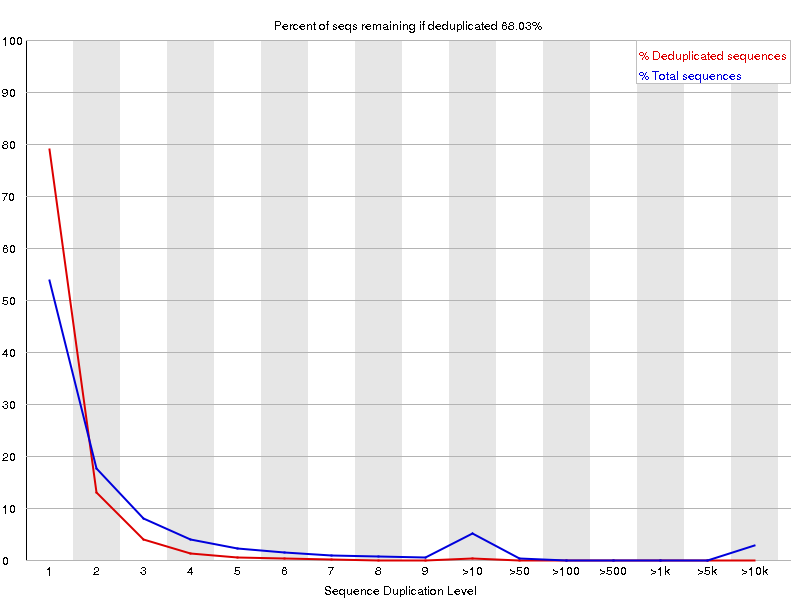 Percent of seqs remaining if deduplicated 68.03%
% Deduplicated sequences
% Total sequences
100
90
80
70
60
50
40
30
20
10
0
1 2 3 4 5 6 7 8 9 >10 >50 >100 >500 >1k >5k >10k
Sequence Duplication Level